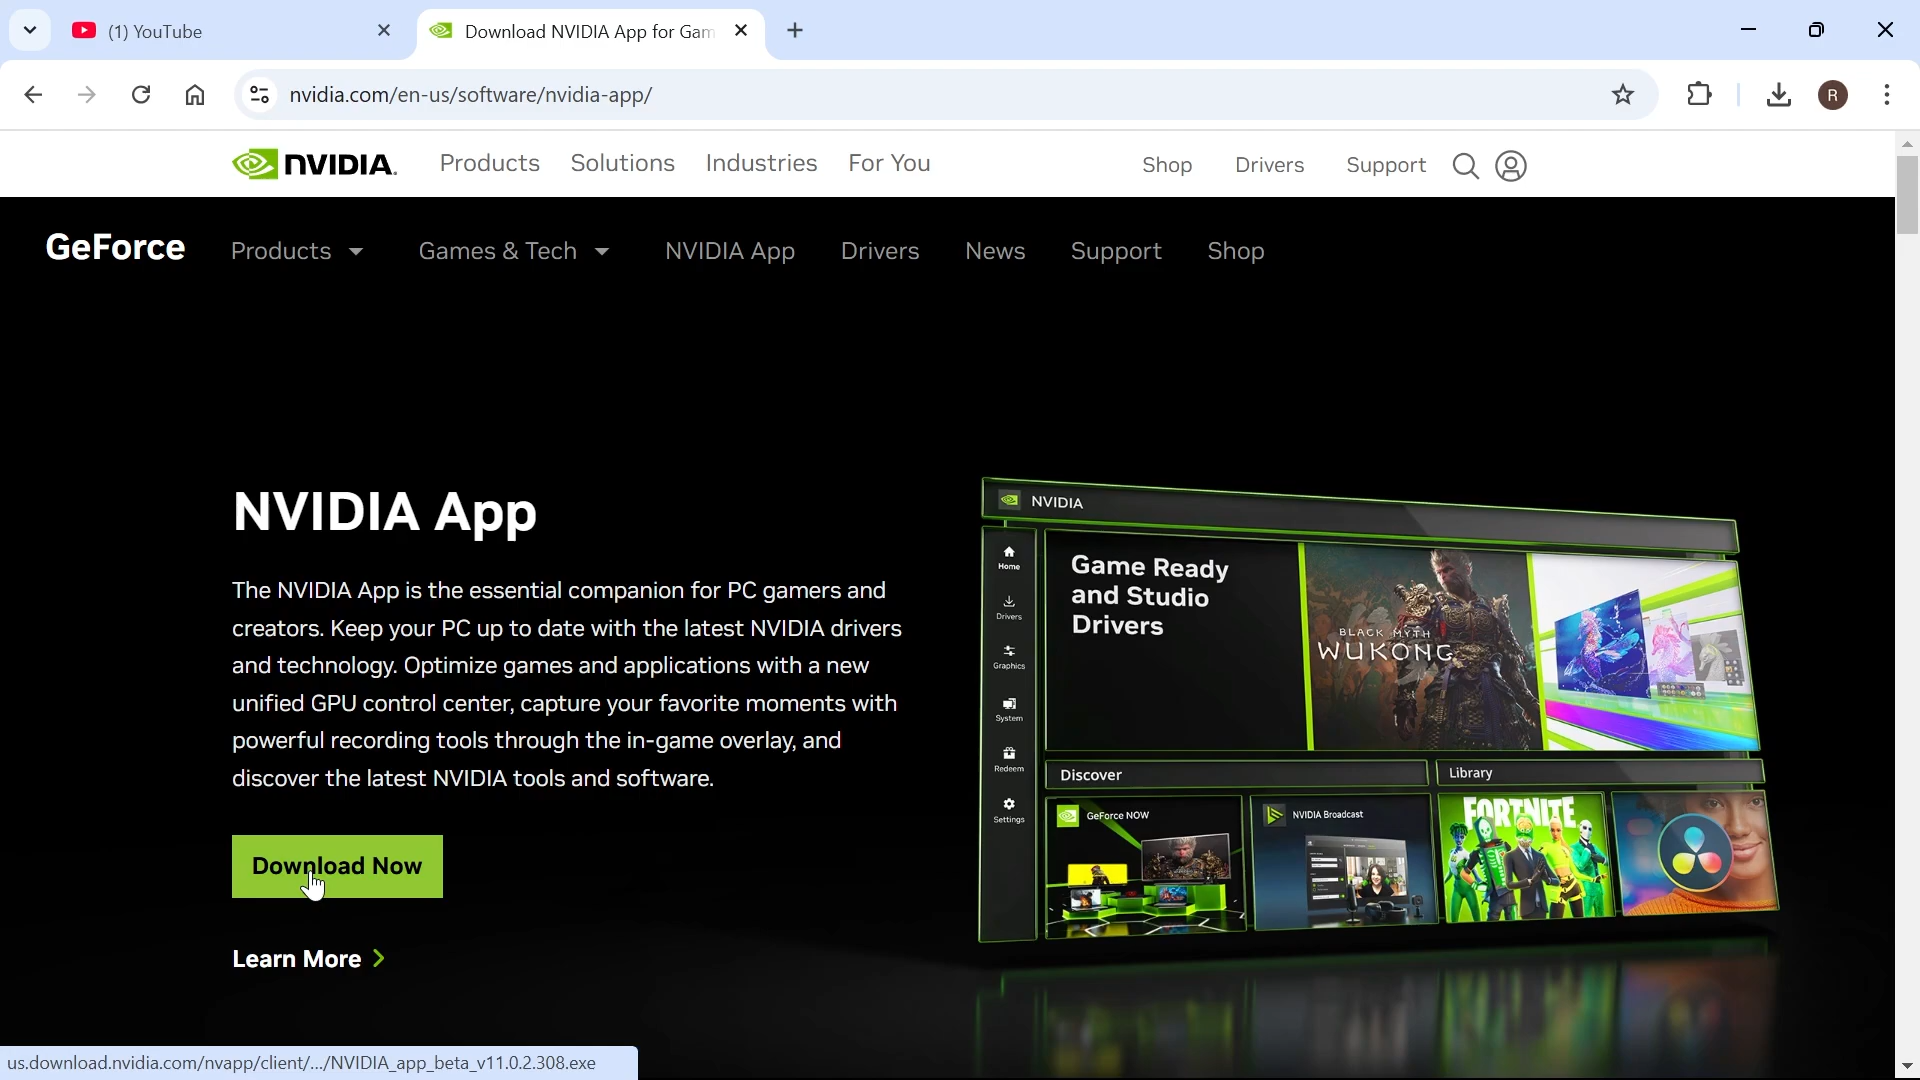 (1) YouTube
Download NVIDIA App for Gam
nvidia.com/en-us/software/nvidia-app/
R
NVIDIA.
Products
Solutions
Industries
For You
Shop
Drivers
Support
GeForce
Products
Games & Tech
NVIDIA App
Drivers
News
Support
Shop
NVIDIA App
The NVIDIA App is the essential companion for PC gamers and
creators. Keep your PC up to date with the latest NVIDIA drivers
and technology. Optimize games and applications with a new
unified GPU control center, capture your favorite moments with
powerful recording tools through the in-game overlay, and
discover the latest NVIDIA tools and software.
Download Now
Learn More
NVIDIA
Home
Drivers
Graphics
System
Redeem
Settings
Game Ready
and Studio
Drivers
BLACK MYTH
WUKONG
Discover
Library
GeForce NOW
NVIDIA Broadcast
FORTNITE
us.download.nvidia.com/nvapp/client/.../NVIDIA_app_beta_v11.0.2.308.exe